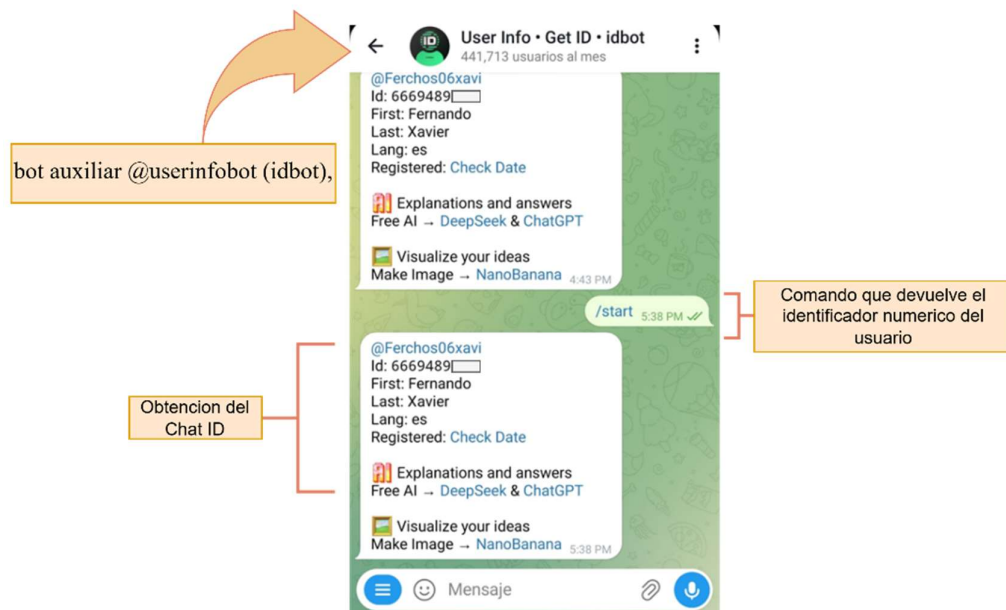 User Info • Get ID • idbot
441,713 usuarios al mes
bot auxiliar @userinfobot (idbot),
@Ferchos06xavi
Id: 6669489
First: Fernando
Last: Xavier
Lang: es
Registered: Check Date
Explanations and answers
Free AI → DeepSeek & ChatGPT
Visualize your ideas
Make Image → NanoBanana 4:43 PM
/start 5:38 PM
Comando que devuelve el
identificador numerico del
usuario
Obtencion del
Chat ID
@Ferchos06xavi
Id: 6669489
First: Fernando
Last: Xavier
Lang: es
Registered: Check Date
Explanations and answers
Free AI → DeepSeek & ChatGPT
Visualize your ideas
Make Image → NanoBanana 5:38 PM
Mensaje